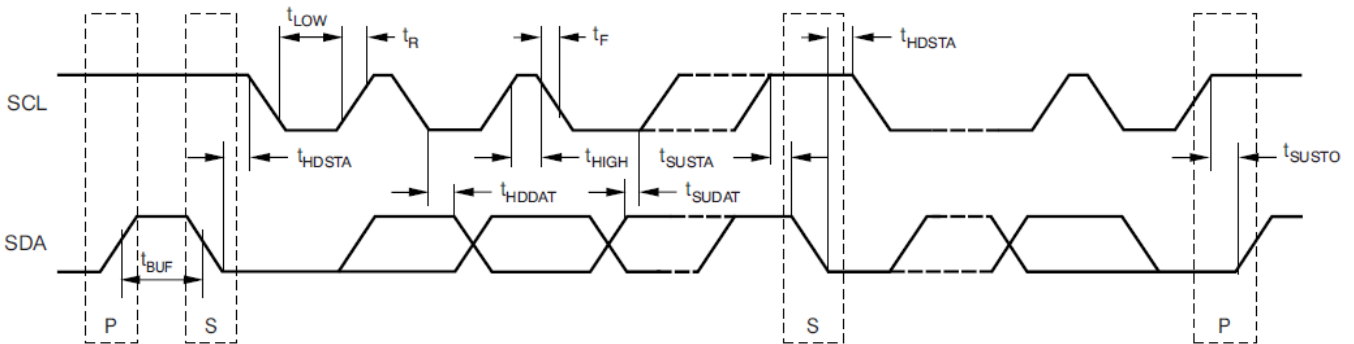 tLOW
tR
tF
tHDSTA
SCL
tHDSTA
tHIGH
tSUSTA
tSUSTO
tHDDAT
tSUDAT
SDA
tBUF
P
S
S
P